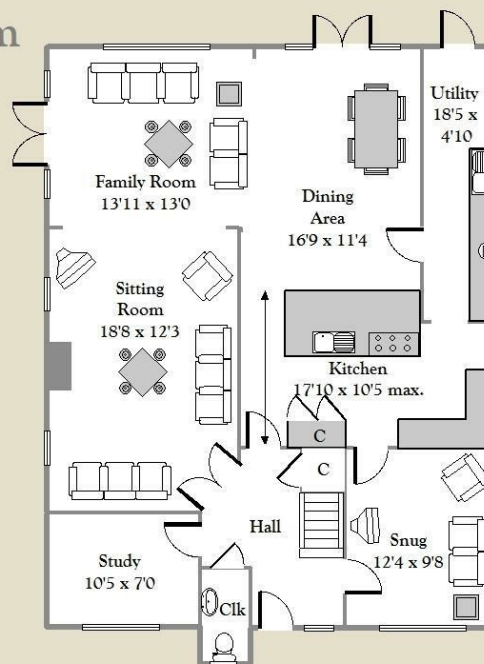 m
Utility
18'5 x
4'10
Family Room
13'11 x 13'0
Dining
Area
16'9 x 11'4
Sitting
Room
18'8 x 12'3
Kitchen
17'10 x 10'5 max.
C
C
Hall
Snug
12'4 x 9'8
Study
10'5 x 7'0
Clk